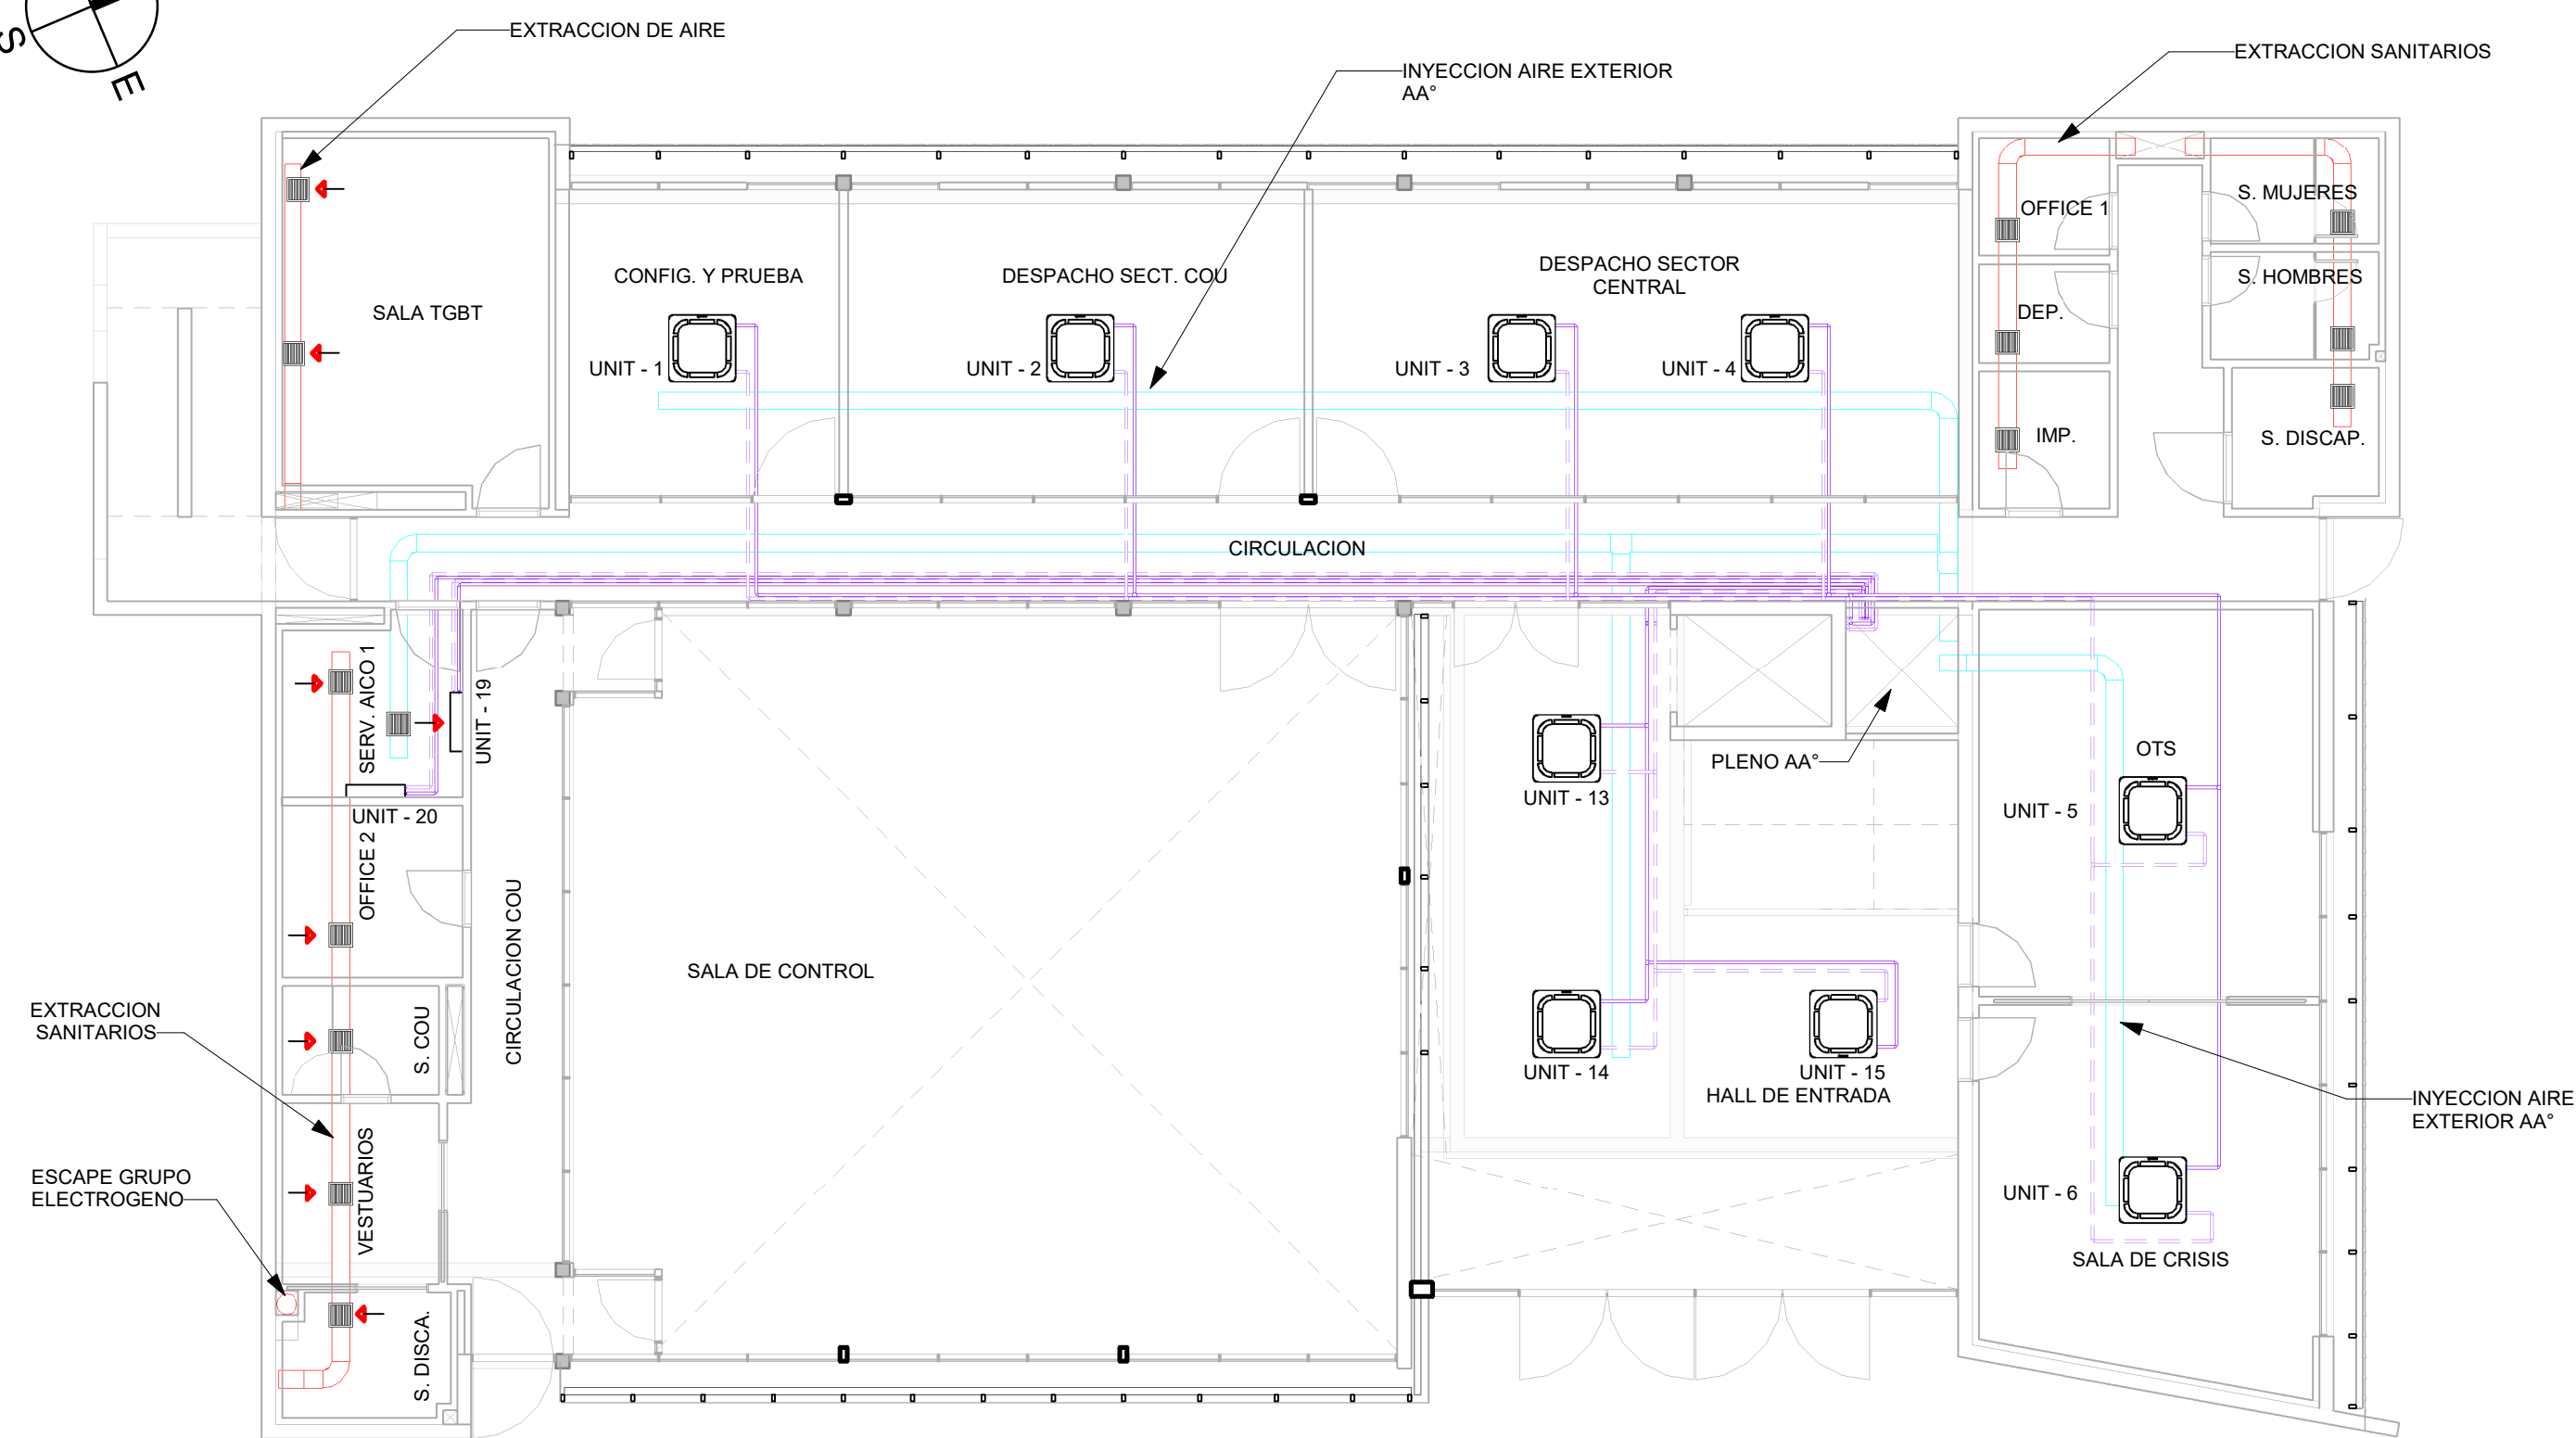 S
E
EXTRACCION DE AIRE
INYECCION AIRE EXTERIOR
AA°
EXTRACCION SANITARIOS
OFFICE 1
S. MUJERES
CONFIG. Y PRUEBA
DESPACHO SECT. COU
DESPACHO SECTOR
CENTRAL
S. HOMBRES
SALA TGBT
DEP.
UNIT - 1
UNIT - 2
UNIT - 3
UNIT - 4
IMP.
S. DISCAP.
CIRCULACION
SERV. AICO 1
UNIT - 19
PLENO AA°
OTS
UNIT - 13
UNIT - 5
UNIT - 20
OFFICE 2
CIRCULACION COU
SALA DE CONTROL
EXTRACCION
SANITARIOS
S. COU
UNIT - 14
UNIT - 15
HALL DE ENTRADA
INYECCION AIRE
EXTERIOR AA°
ESCAPE GRUPO
ELECTROGENO
VESTUARIOS
UNIT - 6
SALA DE CRISIS
S. DISCA.